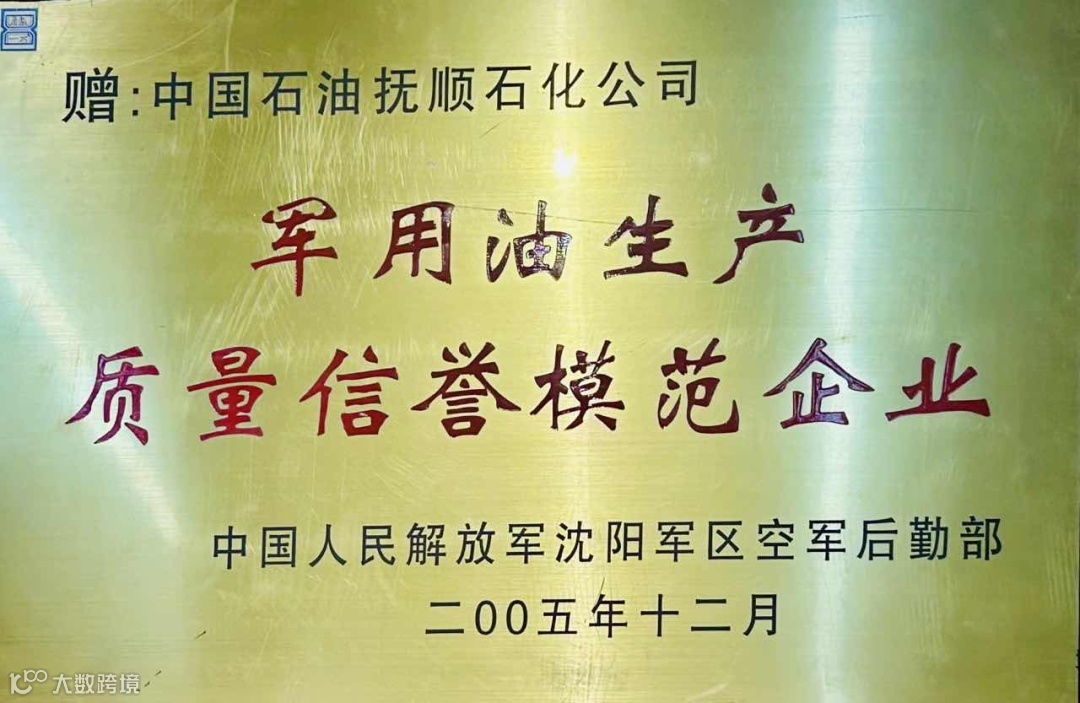 赠:中国石油抚顺石化公司
军用油生产
质量信誉模范企业
中国人民解放军沈阳军区空军后勤部
二00五年十二月
大数跨境